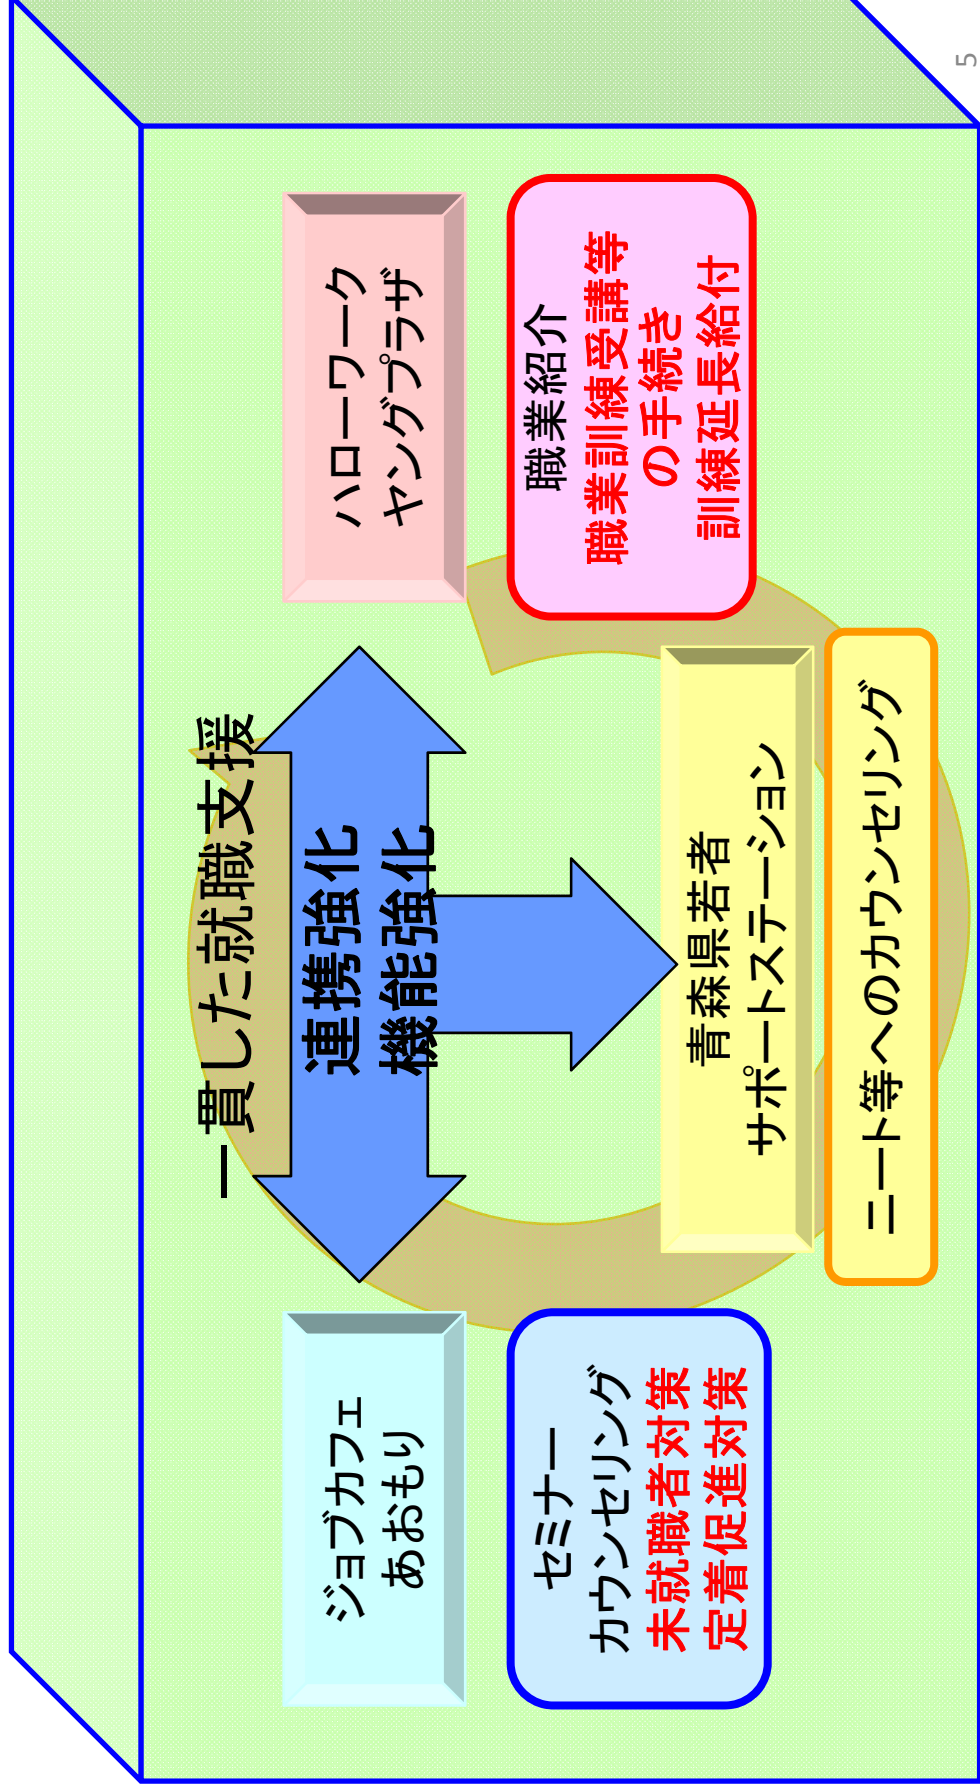 一貫した就職支援
連携強化
機能強化
ジョブカフェ
あおもり
ハローワーク
ヤングプラザ
セミナー
カウンセリング
未就職者対策
定着促進対策
職業紹介
職業訓練受講等
の手続き
訓練延長給付
青森県若者
サポートステーション
ニート等へのカウンセリング
5